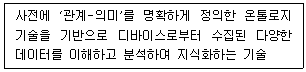 사전에 ‘관계-의미’를 명확하게 정의한 온톨로지
기술을 기반으로 디바이스로부터 수집된 다양한
데이터를 이해하고 분석하여 지식화하는 기술